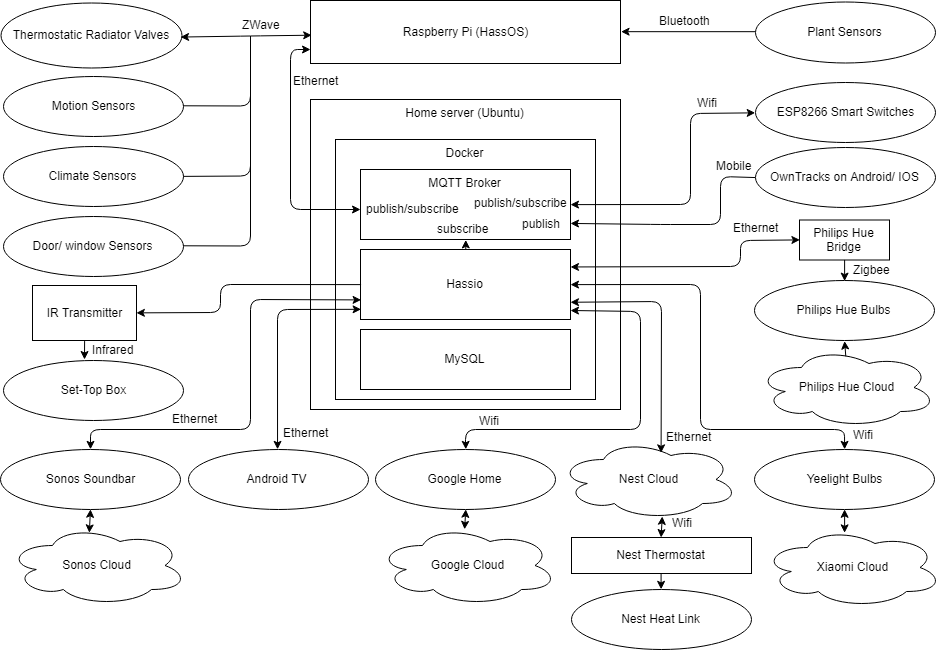 Thermostatic Radiator Valves
ZWave
Raspberry Pi (HassOS)
Bluetooth
Plant Sensors
Ethernet
Motion Sensors
Home server (Ubuntu)
Wifi
ESP8266 Smart Switches
Docker
Climate Sensors
MQTT Broker
Mobile
OwnTracks on Android/ IOS
publish/subscribe
publish/subscribe
publish
subscribe
Door/ window Sensors
Ethernet
Philips Hue
Bridge
Zigbee
Hassio
IR Transmitter
Philips Hue Bulbs
Infrared
MySQL
Set-Top Box
Philips Hue Cloud
Ethernet
Ethernet
Wifi
Ethernet
Wifi
Sonos Soundbar
Android TV
Google Home
Nest Cloud
Yeelight Bulbs
Wifi
Sonos Cloud
Google Cloud
Nest Thermostat
Xiaomi Cloud
Nest Heat Link